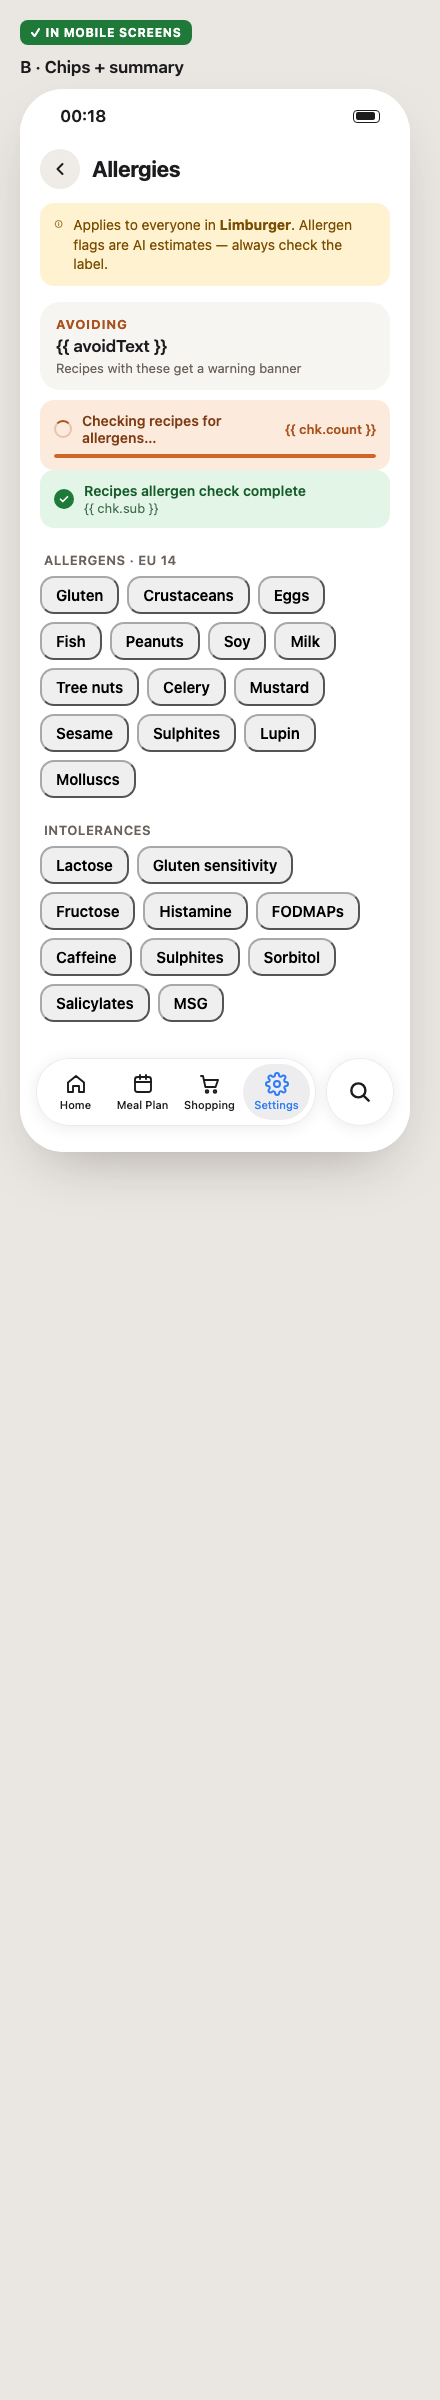 ✓ IN MOBILE SCREENS
B · Chips + summary
00:18
Allergies
Applies to everyone in Limburger. Allergen
flags are AI estimates — always check the
label.
AVOIDING
{{ avoidText }}
Recipes with these get a warning banner
Checking recipes for
allergens...
{{ chk.count }}
Recipes allergen check complete
{{ chk.sub }}
ALLERGENS · EU 14
Gluten Crustaceans Eggs
Fish Peanuts Soy Milk
Tree nuts Celery Mustard
Sesame Sulphites Lupin
Molluscs
INTOLERANCES
Lactose Gluten sensitivity
Fructose Histamine FODMAPs
Caffeine Sulphites Sorbitol
Salicylates MSG
Home Meal Plan Shopping Settings